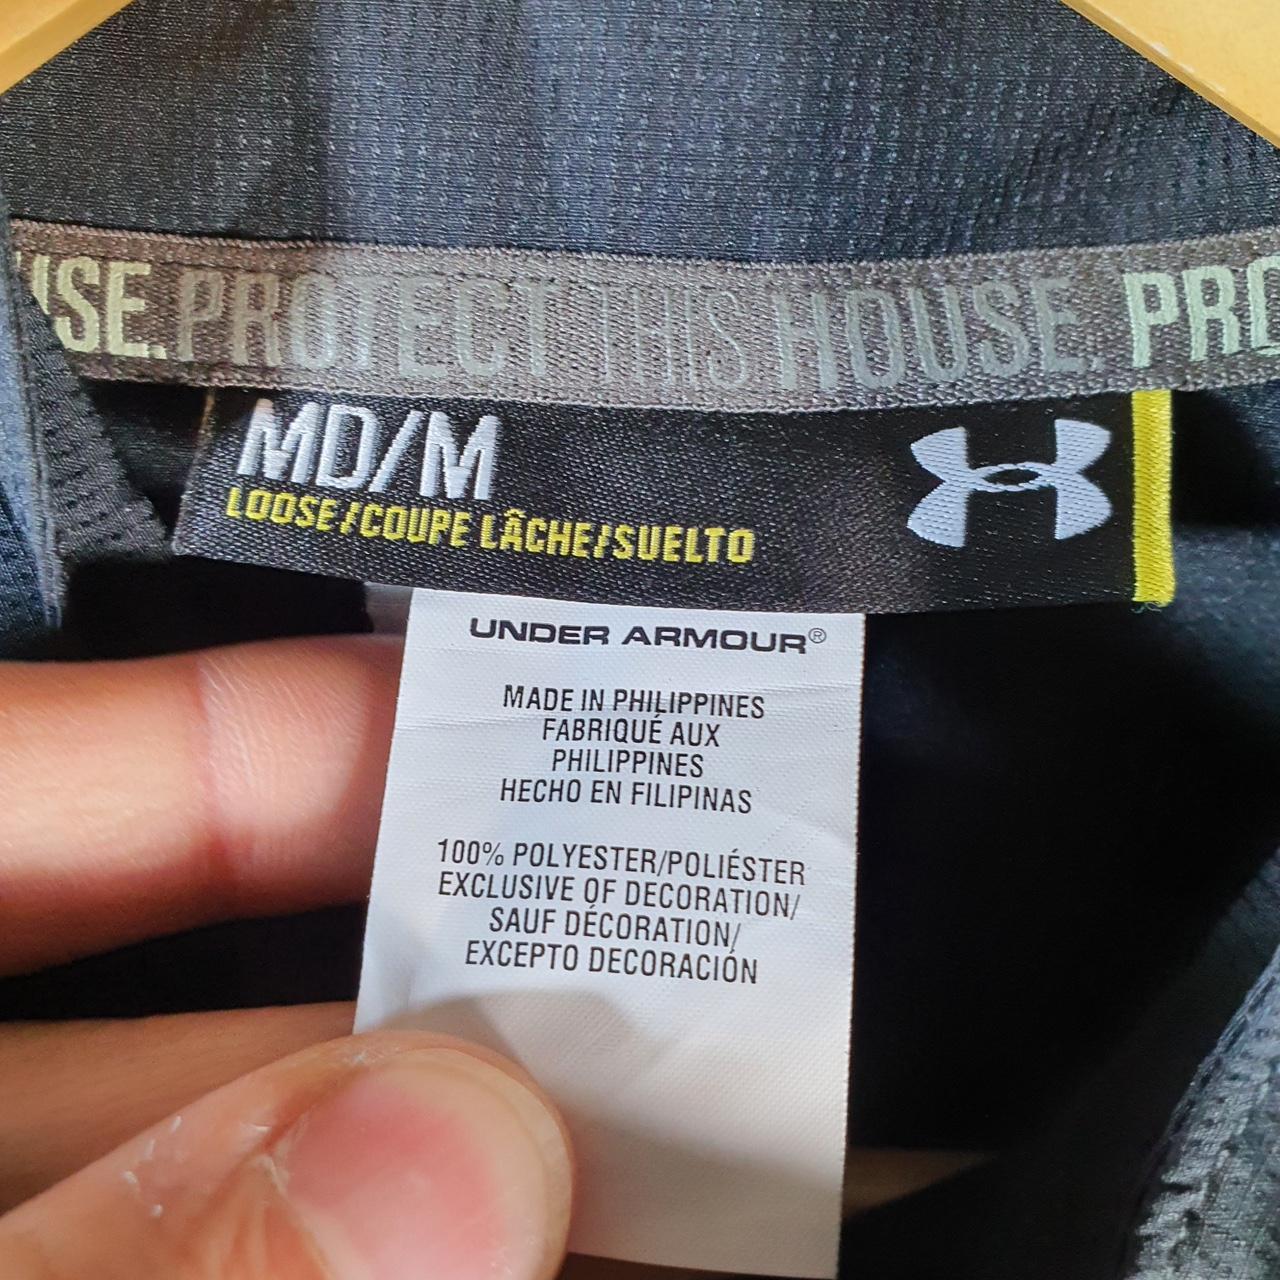 USE. PROTECT THIS HOUSE. PRO
MD/M
LOOSE/COUPE LÂCHE/SUELTO
UNDER ARMOUR®
MADE IN PHILIPPINES
FABRIQUÉ AUX
PHILIPPINES
HECHO EN FILIPINAS
100% POLYESTER/POLIÉSTER
EXCLUSIVE OF DECORATION/
SAUF DÉCORATION/
EXCEPTO DECORACIÓN